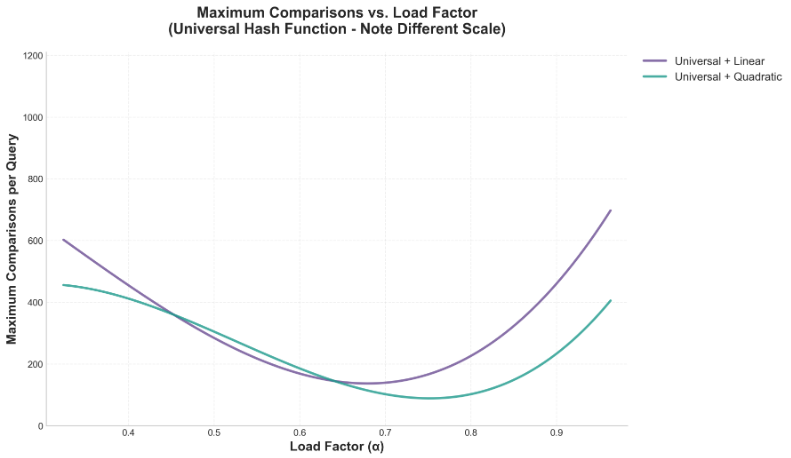 Maximum Comparisons vs. Load Factor
(Universal Hash Function - Note Different Scale)
Universal + Linear
Universal + Quadratic
Maximum Comparisons per Query
1200
1000
800
600
400
200
0
0.4 0.5 0.6 0.7 0.8 0.9
Load Factor (α)